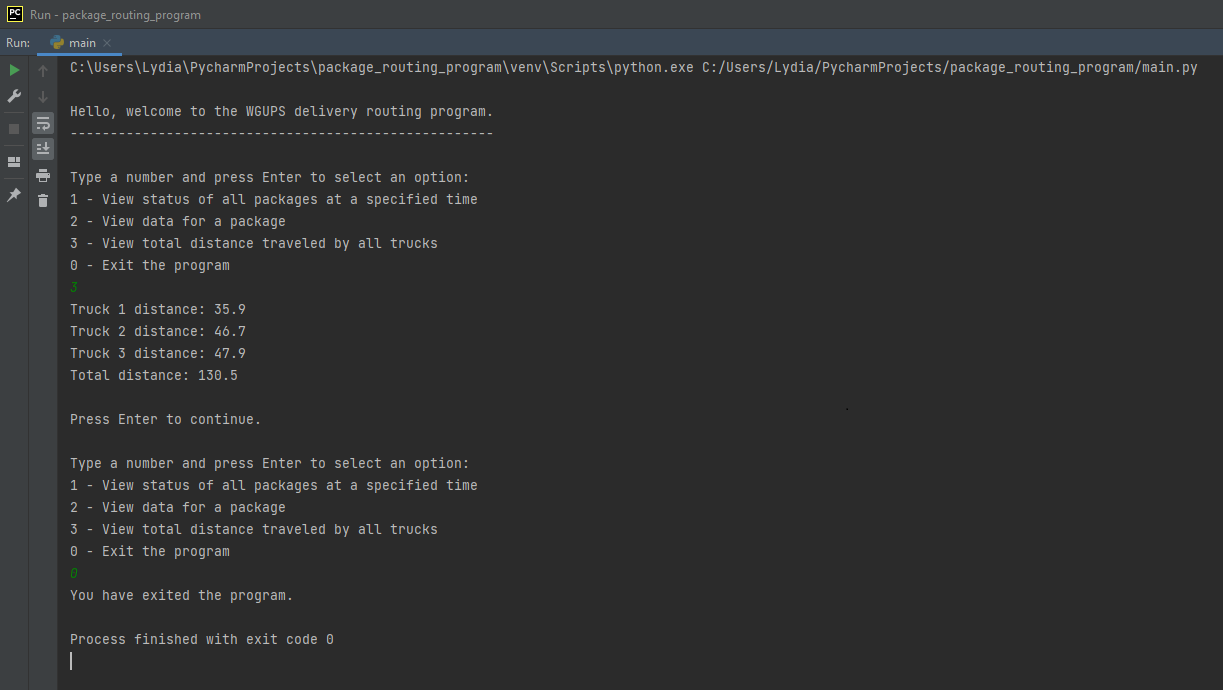 PC Run - package_routing_program
Run: main
C:\Users\Lydia\PycharmProjects\package_routing_program\venv\Scripts\python.exe C:/Users/Lydia/PycharmProjects/package_routing_program/main.py
Hello, welcome to the WGUPS delivery routing program.
-----------------------------------------------------
Type a number and press Enter to select an option:
1 - View status of all packages at a specified time
2 - View data for a package
3 - View total distance traveled by all trucks
0 - Exit the program
3
Truck 1 distance: 35.9
Truck 2 distance: 46.7
Truck 3 distance: 47.9
Total distance: 130.5
Press Enter to continue.
Type a number and press Enter to select an option:
1 - View status of all packages at a specified time
2 - View data for a package
3 - View total distance traveled by all trucks
0 - Exit the program
0
You have exited the program.
Process finished with exit code 0